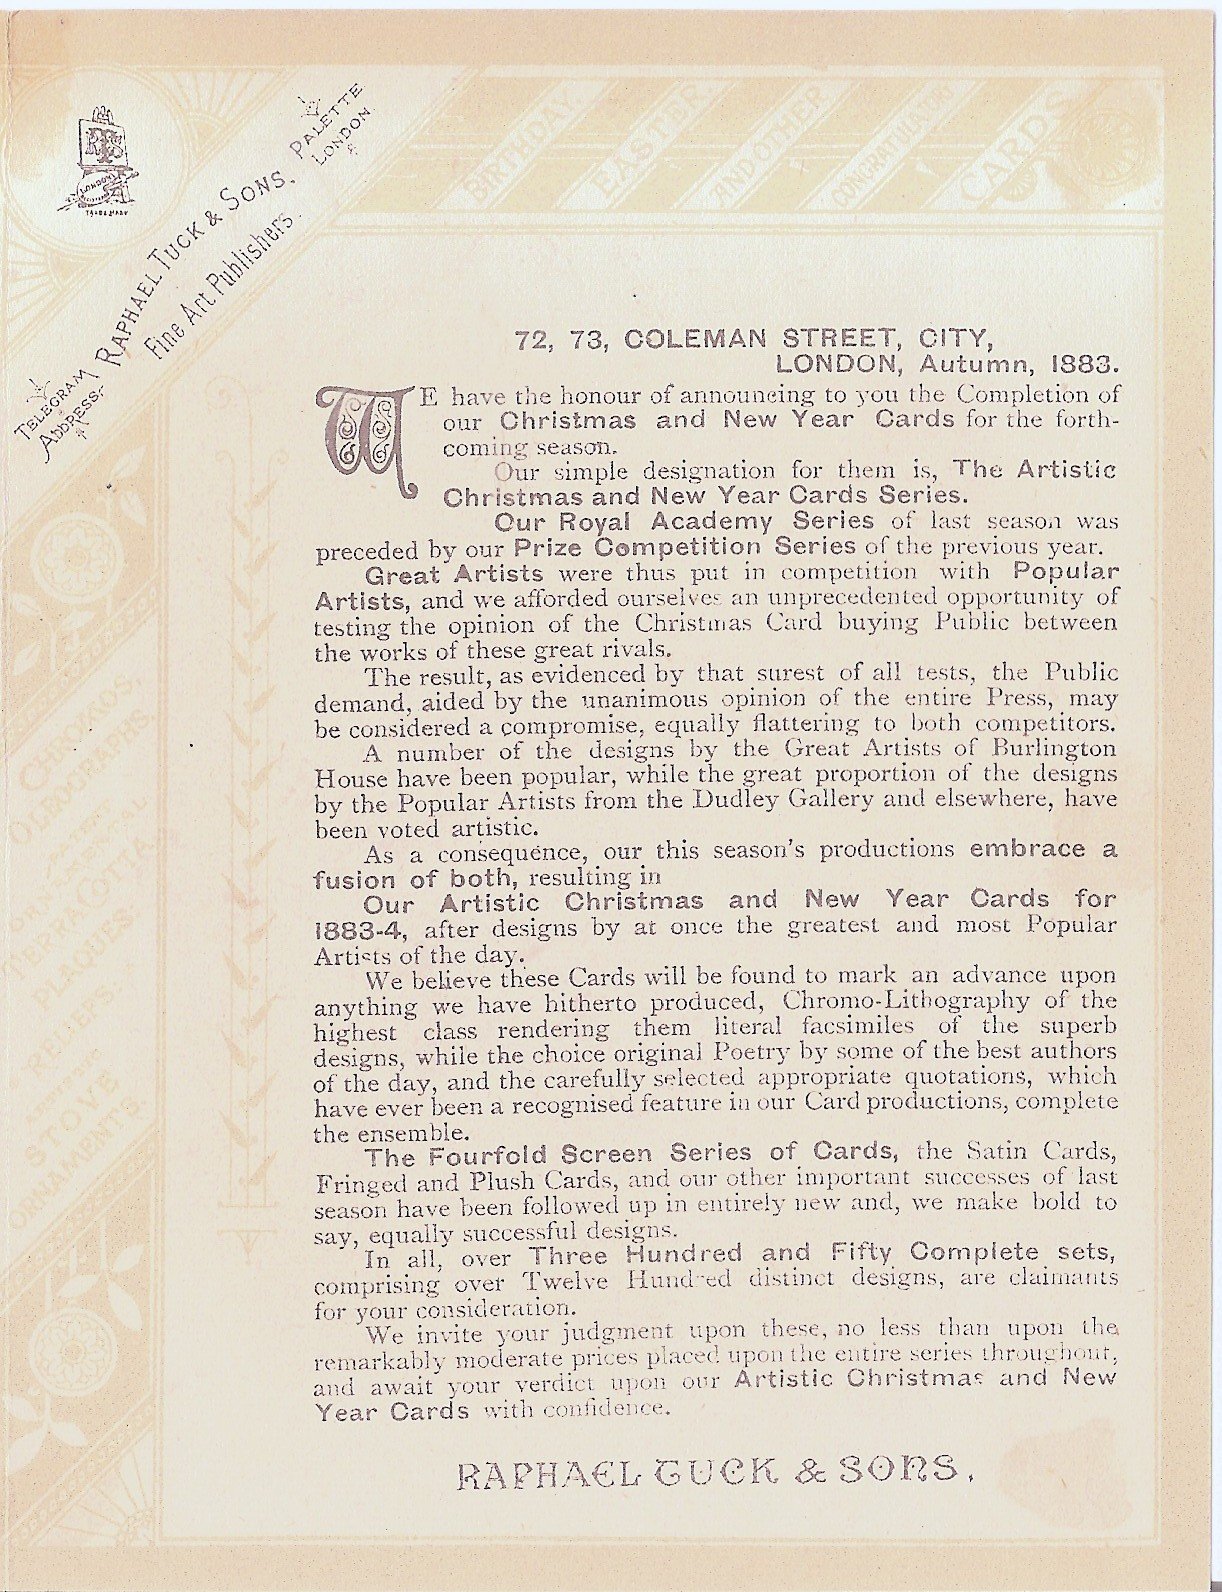 RTS
LONDON
TRADE MARK
TELEGRAM ADDRESS,
RAPHAEL TUCK & SONS.
Fine Art Publishers.
PALETTE LONDON
EASTER
72, 73, COLEMAN STREET, CITY,
LONDON, Autumn, 1883.
WE have the honour of announcing to you the Completion of
our Christmas and New Year Cards for the forth-
coming season.
Our simple designation for them is, The Artistic
Christmas and New Year Cards Series.
Our Royal Academy Series of last season was
preceded by our Prize Competition Series of the previous year.
Great Artists were thus put in competition with Popular
Artists, and we afforded ourselves an unprecedented opportunity of
testing the opinion of the Christmas Card buying Public between
the works of these great rivals.
The result, as evidenced by that surest of all tests, the Public
demand, aided by the unanimous opinion of the entire Press, may
be considered a compromise, equally flattering to both competitors.
A number of the designs by the Great Artists of Burlington
House have been popular, while the great proportion of the designs
by the Popular Artists from the Dudley Gallery and elsewhere, have
been voted artistic.
As a consequence, our this season's productions embrace a
fusion of both, resulting in
Our Artistic Christmas and New Year Cards for
1883-4, after designs by at once the greatest and most Popular
Artists of the day.
We believe these Cards will be found to mark an advance upon
anything we have hitherto produced, Chromo-Lithography of the
highest class rendering them literal facsimiles of the superb
designs, while the choice original Poetry by some of the best authors
of the day, and the carefully selected appropriate quotations, which
have ever been a recognised feature in our Card productions, complete
the ensemble.
The Fourfold Screen Series of Cards, the Satin Cards,
Fringed and Plush Cards, and our other important successes of last
season have been followed up in entirely new and, we make bold to
say, equally successful designs.
In all, over Three Hundred and Fifty Complete sets,
comprising over Twelve Hundred distinct designs, are claimants
for your consideration.
We invite your judgment upon these, no less than upon the
remarkably moderate prices placed upon the entire series throughout,
and await your verdict upon our Artistic Christmas and New
Year Cards with confidence.
RAPHAEL TUCK & SONS.